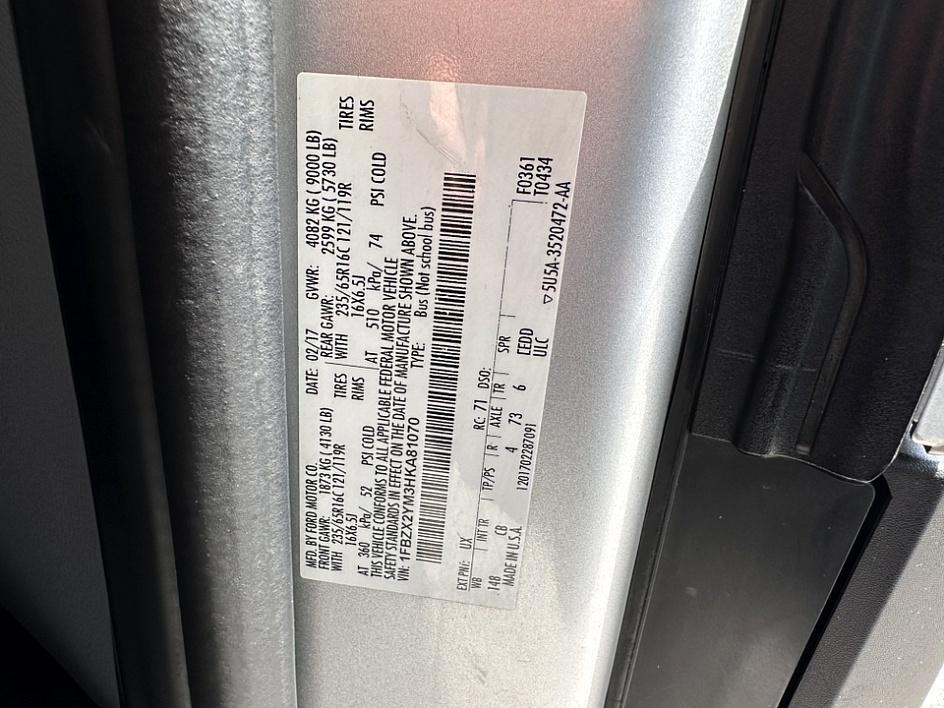 MFD. BY FORD MOTOR CO.
DATE: 02/17 GVWR: 4082 KG ( 9000 LB)
FRONT GAWR: 1873 KG ( 4130 LB) REAR GAWR: 2599 KG ( 5730 LB)
WITH 235/65R16C 121/119R TIRES WITH 235/65R16C 121/119R TIRES
16X6.5J RIMS 16X6.5J RIMS
AT 360 kPa/ 52 PSI COLD AT 510 kPa/ 74 PSI COLD
THIS VEHICLE CONFORMS TO ALL APPLICABLE FEDERAL MOTOR VEHICLE
SAFETY STANDARDS IN EFFECT ON THE DATE OF MANUFACTURE SHOWN ABOVE.
VIN: 1FBZX2YM3HKA81070 TYPE: Bus (Not school bus)
EXT PNT: UX RC: 71 DSO:
WB INT TR TP/PS R AXLE TR SPR F0361
148 CB 4 73 6 CEDD T0434
MADE IN U.S.A. 120170228709I ULC ▽5U5A-3520472-AA